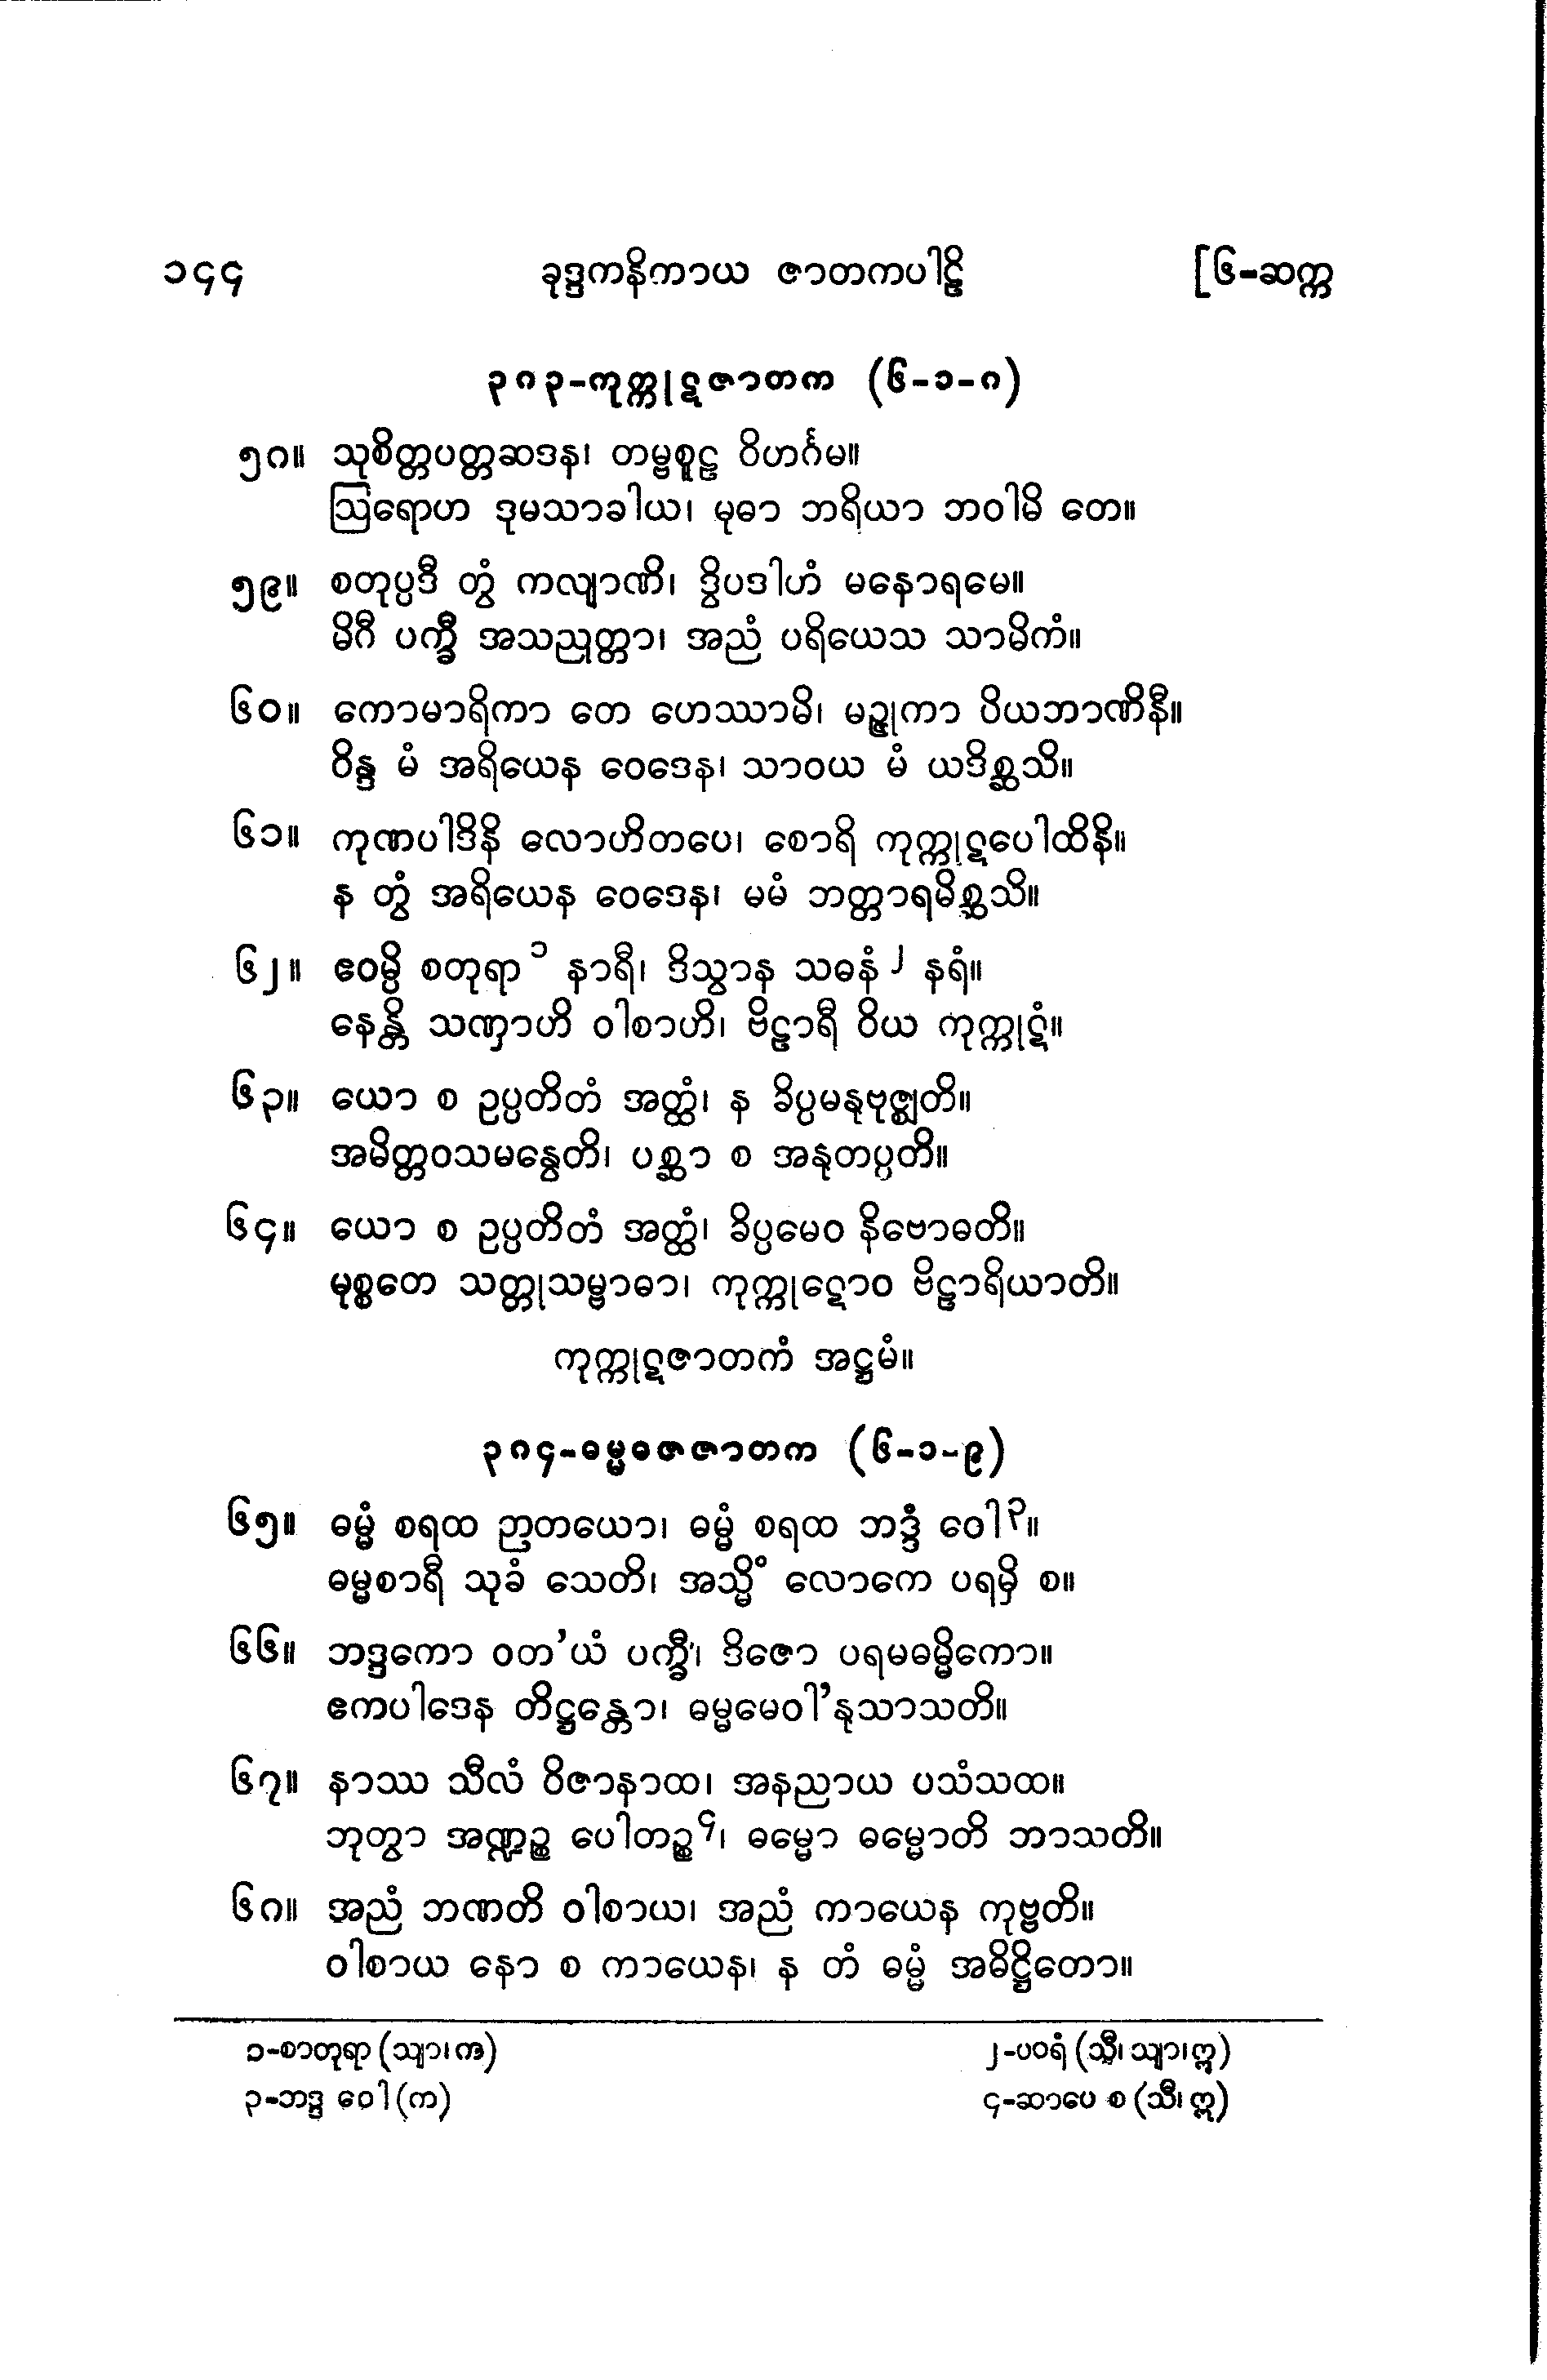 ၁၄၄ ခုဒ္ဒကနိကာယ ဇာတကပါဠိ [၆-ဆက္က
၃၈၃-ကုက္ကုဋဇာတက (၆-၁-၈)
၅၈။ သုစိတ္တပတ္တဆဒန၊ တမ္ဗစူဠ ဝိဟင်္ဂမ။
ဩရောဟ ဒုမသာခါယ၊ မုဓာ ဘရိယာ ဘဝါမိ တေ။
၅၉။ စတုပ္ပဒီ တွံ ကလျာဏိ၊ ဒွိပဒါဟံ မနောရမေ။
မိဂီ ပက္ခီ အသညုတ္တာ၊ အညံ ပရိယေသ သာမိကံ။
၆၀။ ကောမာရိကာ တေ ဟေဿာမိ၊ မဉ္ဇုကာ ပိယဘာဏိနီ။
ဝိန္ဒ မံ အရိယေန ဝေဒေန၊ သာဝယ မံ ယဒိစ္ဆသိ။
၆၁။ ကုဏပါဒိနိ လောဟိတပေ၊ စောရိ ကုက္ကုဋပေါထိနိ။
န တွံ အရိယေန ဝေဒေန၊ မမံ ဘတ္တာရမိစ္ဆသိ။
၆၂။ ဧဝမ္ပိ စတုရာ ၁ နာရီ၊ ဒိသွာန သဓနံ ၂ နရံ။
နေန္တိ သဏှာဟိ ဝါစာဟိ၊ ဗိဠာရီ ဝိယ ကုက္ကုဋံ။
၆၃။ ယော စ ဥပ္ပတိတံ အတ္ထံ၊ န ခိပ္ပမနုဗုဇ္ဈတိ။
အမိတ္တဝသမန္ဝေတိ၊ ပစ္ဆာ စ အနုတပ္ပတိ။
၆၄။ ယော စ ဥပ္ပတိတံ အတ္ထံ၊ ခိပ္ပမေဝ နိဗောဓတိ။
မုစ္စတေ သတ္တုသမ္ဗာဓာ၊ ကုက္ကုဋောဝ ဗိဠာရိယာတိ။
ကုက္ကုဋဇာတကံ အဋ္ဌမံ။
၃၈၄-ဓမ္မဓဇဇာတက (၆-၁-၉)
၆၅။ ဓမ္မံ စရထ ဉာတယော၊ ဓမ္မံ စရထ ဘဒ္ဒံ ဝေါ ၃။
ဓမ္မစာရီ သုခံ သေတိ၊ အသ္မိံ လောကေ ပရမှိ စ။
၆၆။ ဘဒ္ဒကော ဝတ’ယံ ပက္ခီ၊ ဒိဇော ပရမဓမ္မိကော။
ဧကပါဒေန တိဋ္ဌန္တော၊ ဓမ္မမေဝါ’နုသာသတိ။
၆၇။ နာဿ သီလံ ဝိဇာနာထ၊ အနညာယ ပသံသထ။
ဘုတွာ အဏ္ဍဉ္စ ပေါတဉ္စ ၄၊ ဓမ္မော ဓမ္မောတိ ဘာသတိ။
၆၈။ အညံ ဘဏတိ ဝါစာယ၊ အညံ ကာယေန ကုဗ္ဗတိ။
ဝါစာယ နော စ ကာယေန၊ န တံ ဓမ္မံ အဓိဋ္ဌိတော။
၁-စာတုရာ (သျာ၊ က) ၂-ပဝရံ (သီ၊ သျာ၊ ဣ)
၃-ဘဒ္ဒ ဝေါ (က) ၄-ဆာပေ စ (သီ၊ ဣ)